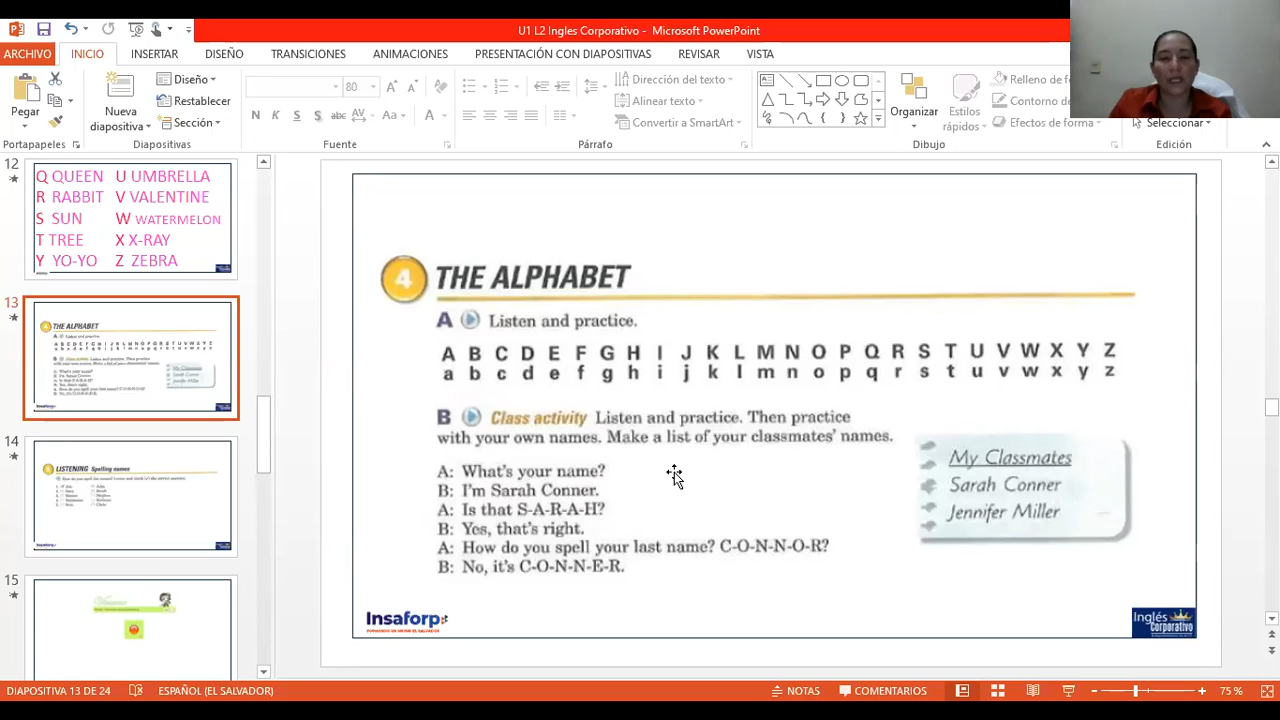 U1 L2 Ingles Corporativo - Microsoft PowerPoint
ARCHIVO INICIO INSERTAR DISEÑO TRANSICIONES ANIMACIONES PRESENTACIÓN CON DIAPOSITIVAS REVISAR VISTA
Pegar
Nueva diapositiva
Diseño
Restablecer
Sección
80
N K S S abc AV Aa A
Dirección del texto
Alinear texto
Convertir a SmartArt
Organizar
Estilos rápidos
Relleno de f
Contorno de
Efectos de forma
Seleccionar
Portapapeles Diapositivas Fuente Párrafo Dibujo Edición
12
Q QUEEN U UMBRELLA
R RABBIT V VALENTINE
S SUN W WATERMELON
T TREE X X-RAY
Y YO-YO Z ZEBRA
13
THE ALPHABET
14
LISTENING Spelling names
15
4 THE ALPHABET
A Listen and practice.
A B C D E F G H I J K L M N O P Q R S T U V W X Y Z
a b c d e f g h i j k l m n o p q r s t u v w x y z
B Class activity Listen and practice. Then practice
with your own names. Make a list of your classmates' names.
A: What's your name?
B: I'm Sarah Conner.
A: Is that S-A-R-A-H?
B: Yes, that's right.
A: How do you spell your last name? C-O-N-N-O-R?
B: No, it's C-O-N-N-E-R.
My Classmates
Sarah Conner
Jennifer Miller
Insaforp
Inglés
Corporativo
DIAPOSITIVA 13 DE 24 ESPAÑOL (EL SALVADOR) NOTAS COMENTARIOS 75 %